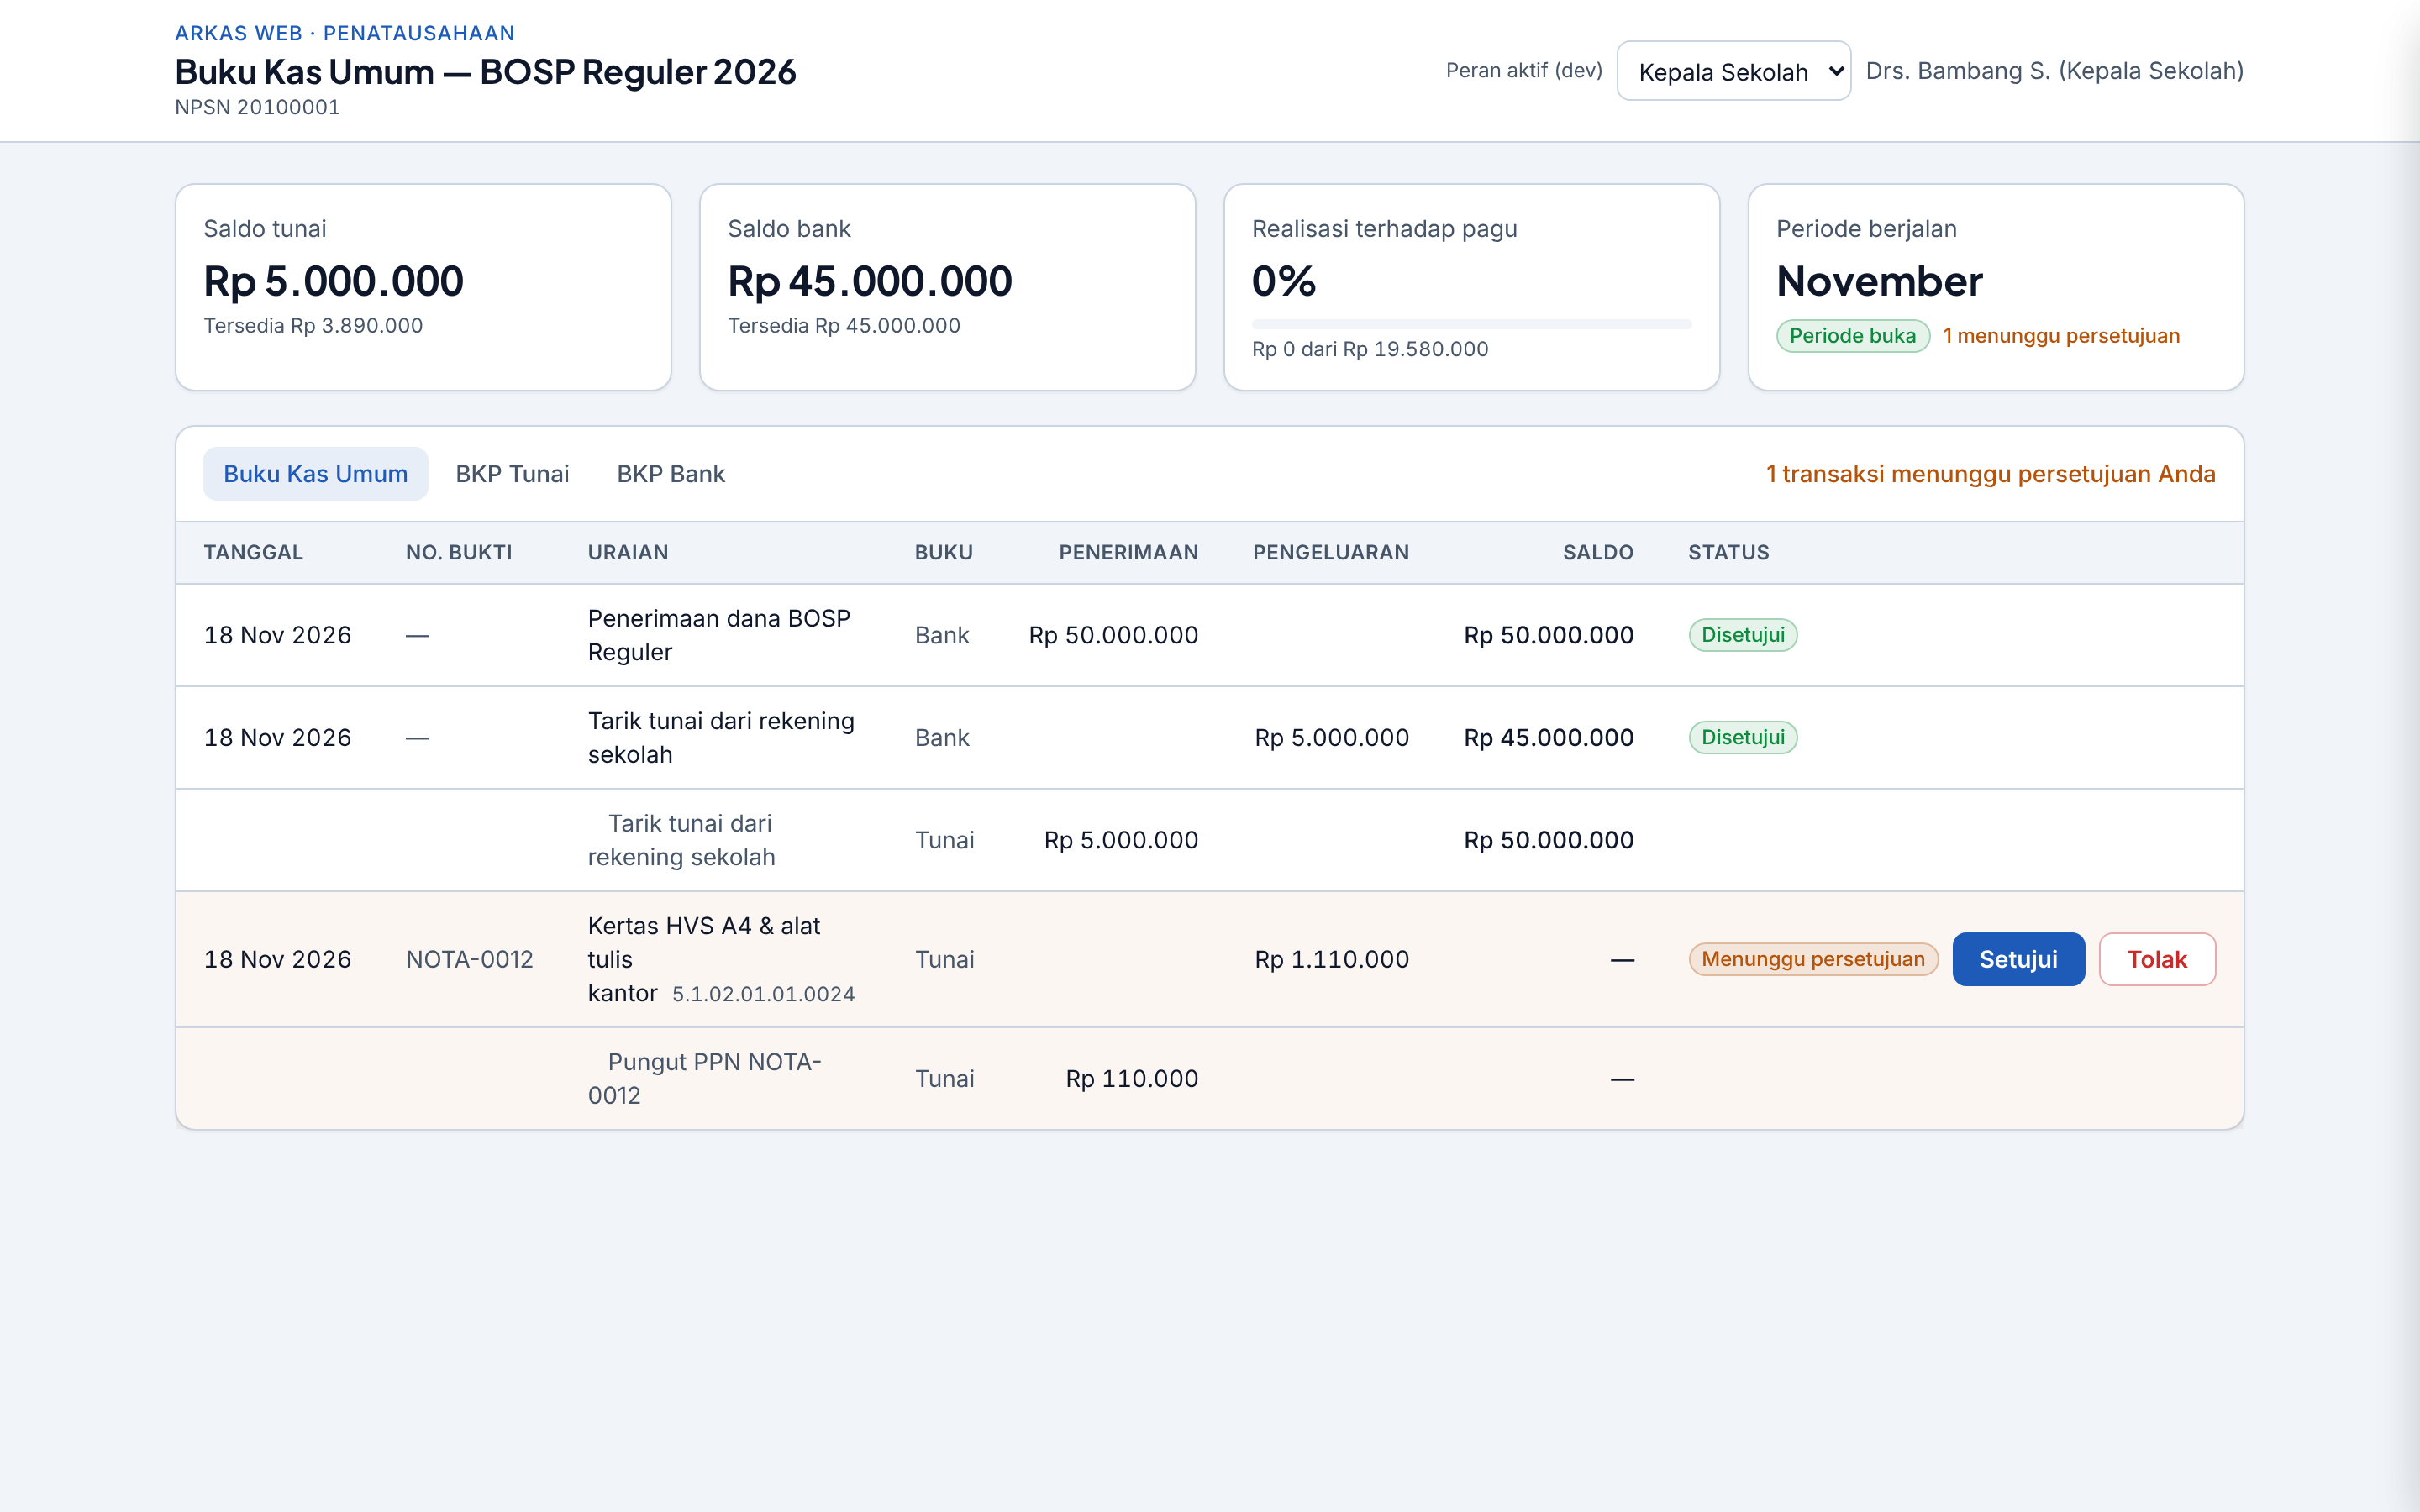 ARKAS WEB · PENATAUSAHAAN
Buku Kas Umum — BOSP Reguler 2026
NPSN 20100001
Peran aktif (dev)
Kepala Sekolah
Drs. Bambang S. (Kepala Sekolah)
Saldo tunai
Rp 5.000.000
Tersedia Rp 3.890.000
Saldo bank
Rp 45.000.000
Tersedia Rp 45.000.000
Realisasi terhadap pagu
0%
Rp 0 dari Rp 19.580.000
Periode berjalan
November
Periode buka 1 menunggu persetujuan
Buku Kas Umum BKP Tunai BKP Bank 1 transaksi menunggu persetujuan Anda
TANGGAL NO. BUKTI URAIAN BUKU PENERIMAAN PENGELUARAN SALDO STATUS
18 Nov 2026 — Penerimaan dana BOSP
Reguler Bank Rp 50.000.000 Rp 50.000.000 Disetujui
18 Nov 2026 — Tarik tunai dari rekening
sekolah Bank Rp 5.000.000 Rp 45.000.000 Disetujui
Tarik tunai dari
rekening sekolah Tunai Rp 5.000.000 Rp 50.000.000
18 Nov 2026 NOTA-0012 Kertas HVS A4 & alat
tulis
kantor 5.1.02.01.01.0024 Tunai Rp 1.110.000 — Menunggu persetujuan Setujui Tolak
Pungut PPN NOTA-
0012 Tunai Rp 110.000 —